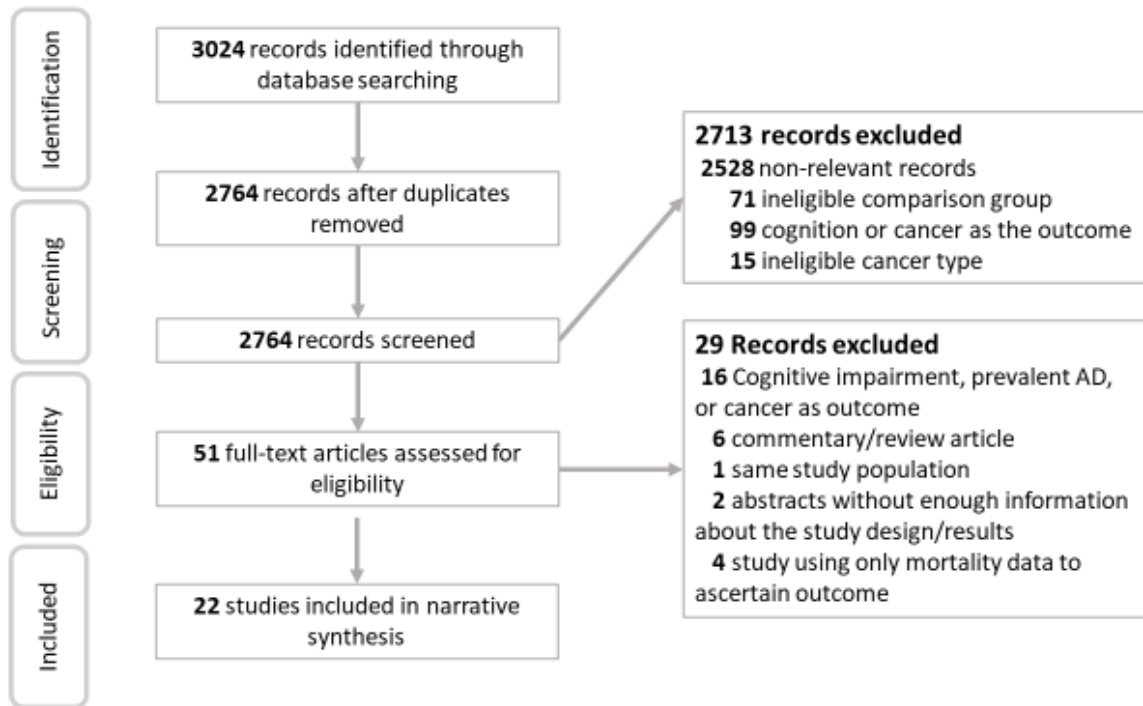 Identification
3024 records identified through
database searching
2764 records after duplicates
removed
Screening
2764 records screened
2713 records excluded
2528 non-relevant records
71 ineligible comparison group
99 cognition or cancer as the outcome
15 ineligible cancer type
Eligibility
51 full-text articles assessed for
eligibility
29 Records excluded
16 Cognitive impairment, prevalent AD,
or cancer as outcome
6 commentary/review article
1 same study population
2 abstracts without enough information
about the study design/results
4 study using only mortality data to
ascertain outcome
Included
22 studies included in narrative
synthesis